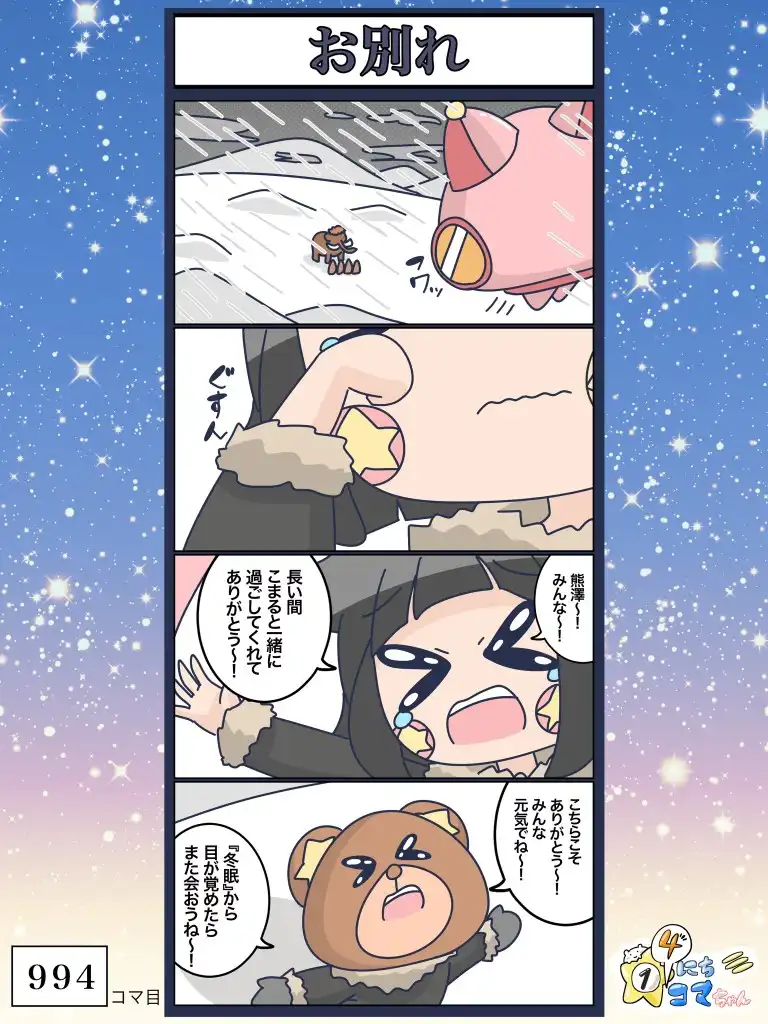 お別れ
フワッ
ぐすん
熊澤〜!
みんな〜!
長い間
こまると一緒に
過ごしてくれて
ありがとう〜!
こちらこそ
ありがとう〜!
みんな
元気でね〜!
『冬眠』から
目が覚めたら
また会おうね〜!
994
コマ目
1
にち
4
コマ
ちゃん